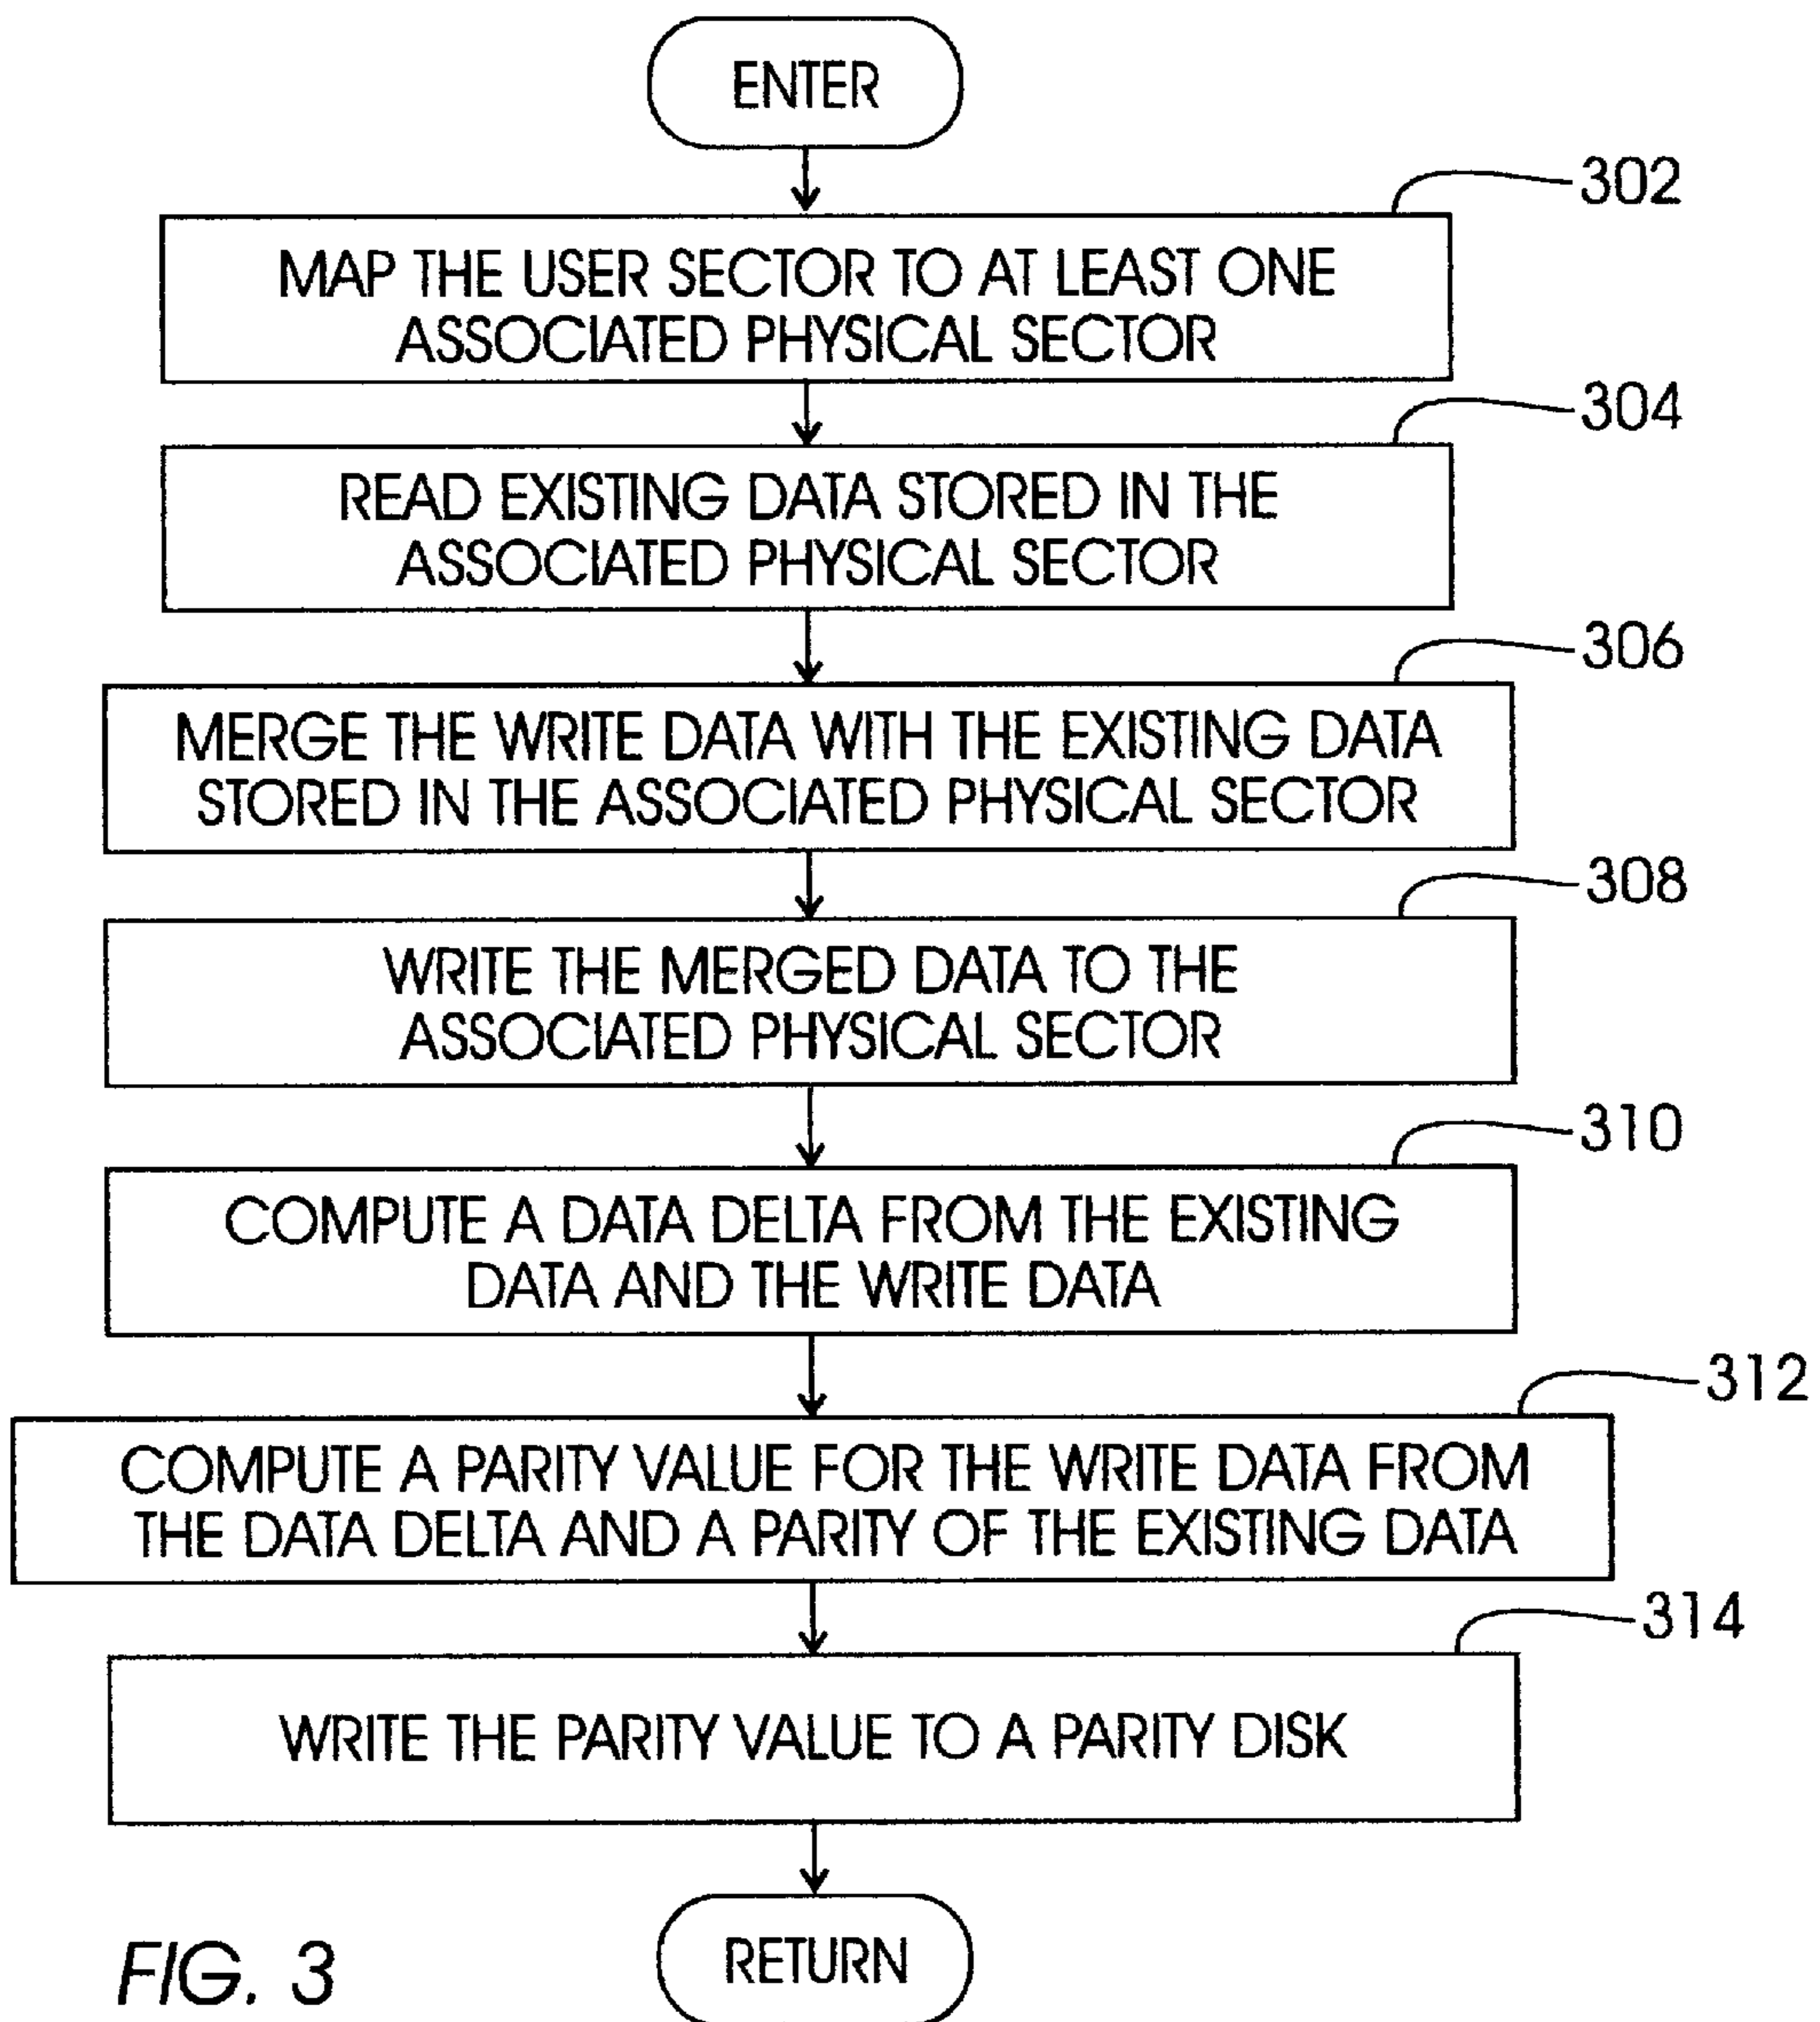 ENTER
302
MAP THE USER SECTOR TO AT LEAST ONE
ASSOCIATED PHYSICAL SECTOR
304
READ EXISTING DATA STORED IN THE
ASSOCIATED PHYSICAL SECTOR
306
MERGE THE WRITE DATA WITH THE EXISTING DATA
STORED IN THE ASSOCIATED PHYSICAL SECTOR
308
WRITE THE MERGED DATA TO THE
ASSOCIATED PHYSICAL SECTOR
310
COMPUTE A DATA DELTA FROM THE EXISTING
DATA AND THE WRITE DATA
312
COMPUTE A PARITY VALUE FOR THE WRITE DATA FROM
THE DATA DELTA AND A PARITY OF THE EXISTING DATA
314
WRITE THE PARITY VALUE TO A PARITY DISK
RETURN
FIG. 3